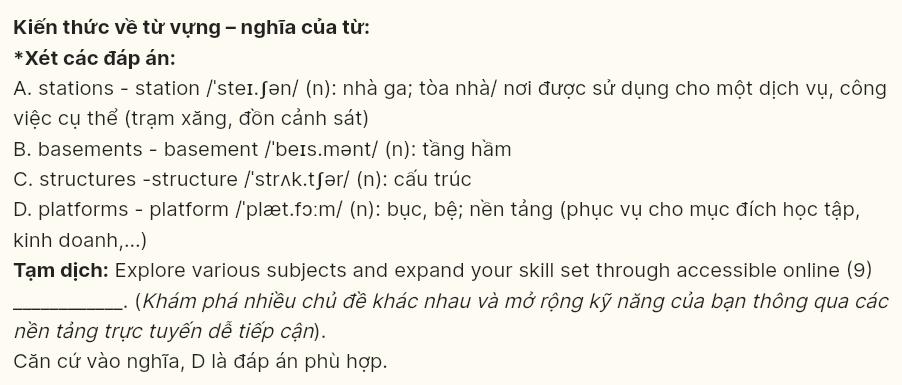 Kiến thức về từ vựng – nghĩa của từ:
*Xét các đáp án:
A. stations - station /ˈsteɪ.ʃən/ (n): nhà ga; tòa nhà/ nơi được sử dụng cho một dịch vụ, công
việc cụ thể (trạm xăng, đồn cảnh sát)
B. basements - basement /ˈbeɪs.mənt/ (n): tầng hầm
C. structures -structure /ˈstrʌk.tʃər/ (n): cấu trúc
D. platforms - platform /ˈplæt.fɔːm/ (n): bục, bệ; nền tảng (phục vụ cho mục đích học tập,
kinh doanh,...)
Tạm dịch: Explore various subjects and expand your skill set through accessible online (9)
____________. (Khám phá nhiều chủ đề khác nhau và mở rộng kỹ năng của bạn thông qua các
nền tảng trực tuyến dễ tiếp cận).
Căn cứ vào nghĩa, D là đáp án phù hợp.